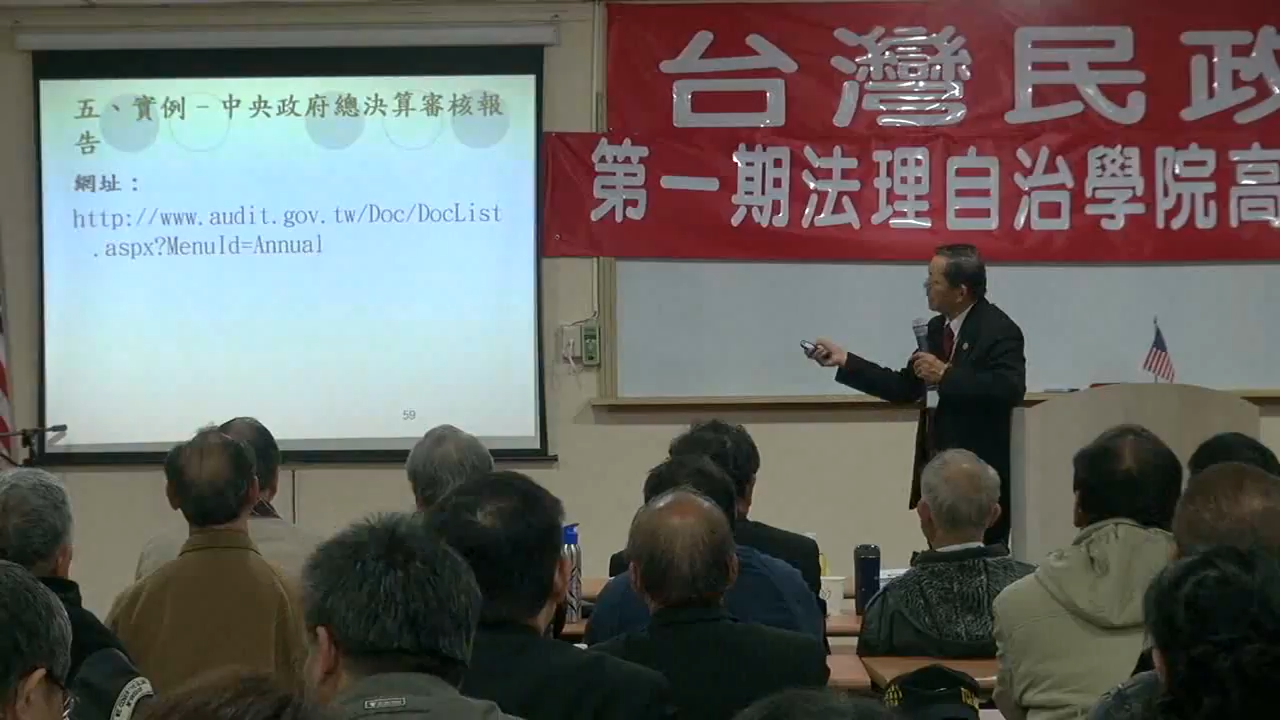 五、實例－中央政府總決算審核報
告
網址：
http://www.audit.gov.tw/Doc/DocList
.aspx?MenuId=Annual
59
台灣民政
第一期法理自治學院高